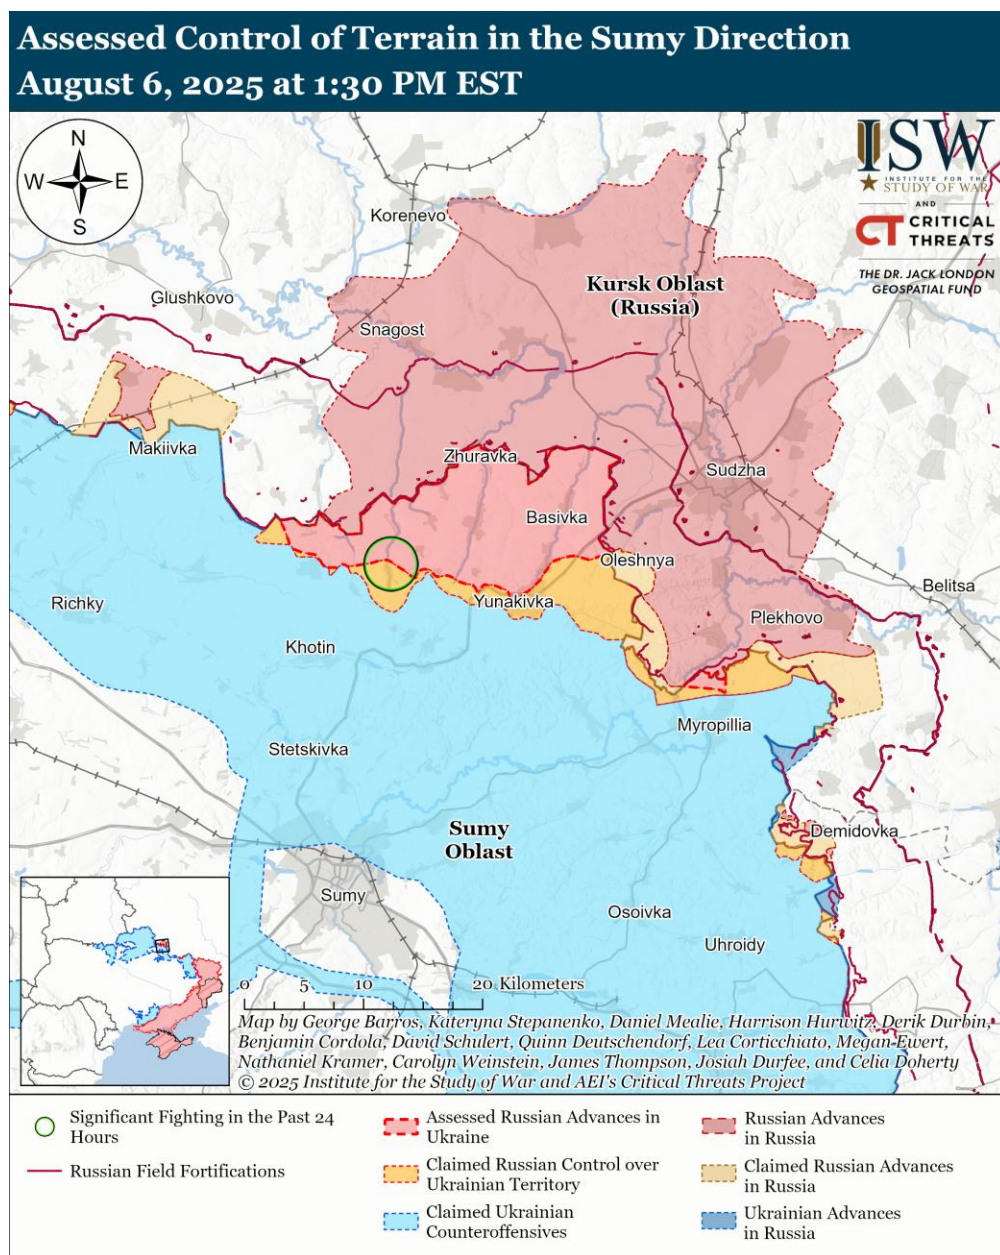 Assessed Control of Terrain in the Sumy Direction
August 6, 2025 at 1:30 PM EST
N
W
E
S
ISW
INSTITUTE FOR THE
STUDY OF WAR
AND
CT CRITICAL
THREATS
THE DR. JACK LONDON
GEOSPATIAL FUND
Korenevo
Kursk Oblast
(Russia)
Glushkovo
Snagost
Makiivka
Zhuravka
Sudzha
Basivka
Oleshnya
Belitsa
Richky
Yunakivka
Plekhovo
Khotin
Myropillia
Stetskivka
Sumy
Oblast
Demidovka
Sumy
Osoivka
Uhroidy
0 5 10 20 Kilometers
Map by George Barros, Kateryna Stepanenko, Daniel Mealie, Harrison Hurwitz, Derik Durbin,
Benjamin Cordola, David Schulert, Quinn Deutschendorf, Lea Corticchiato, Megan Ewert,
Nathaniel Kramer, Carolyn Weinstein, James Thompson, Josiah Durfee, and Celia Doherty
© 2025 Institute for the Study of War and AEI's Critical Threats Project
Significant Fighting in the Past 24
Hours
Russian Field Fortifications
Assessed Russian Advances in
Ukraine
Claimed Russian Control over
Ukrainian Territory
Claimed Ukrainian
Counteroffensives
Russian Advances
in Russia
Claimed Russian Advances
in Russia
Ukrainian Advances
in Russia